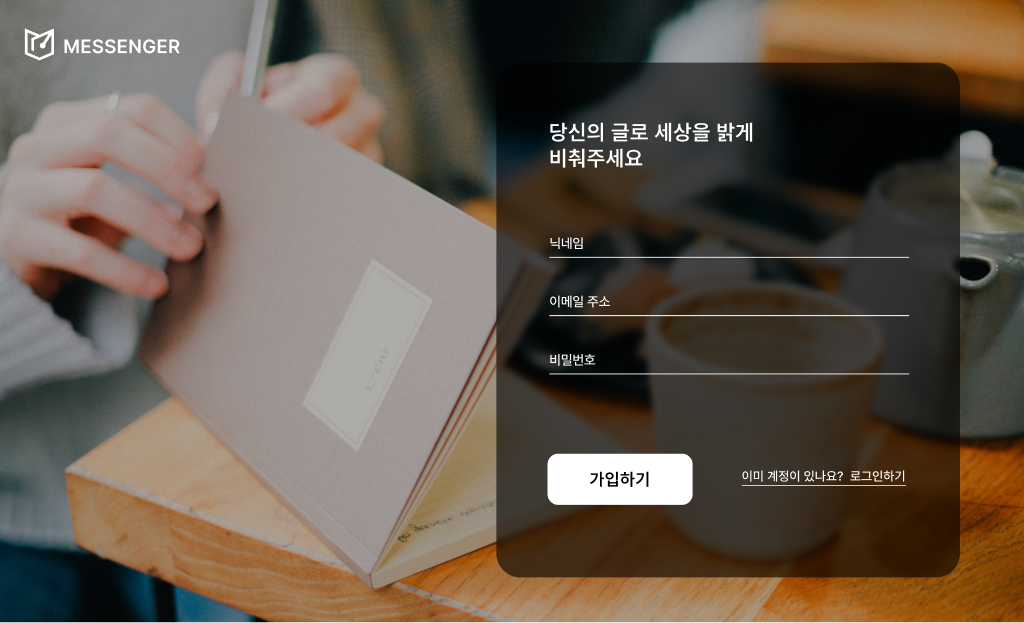 MESSENGER
당신의 글로 세상을 밝게
비춰주세요
닉네임
이메일 주소
비밀번호
가입하기
이미 계정이 있나요? 로그인하기